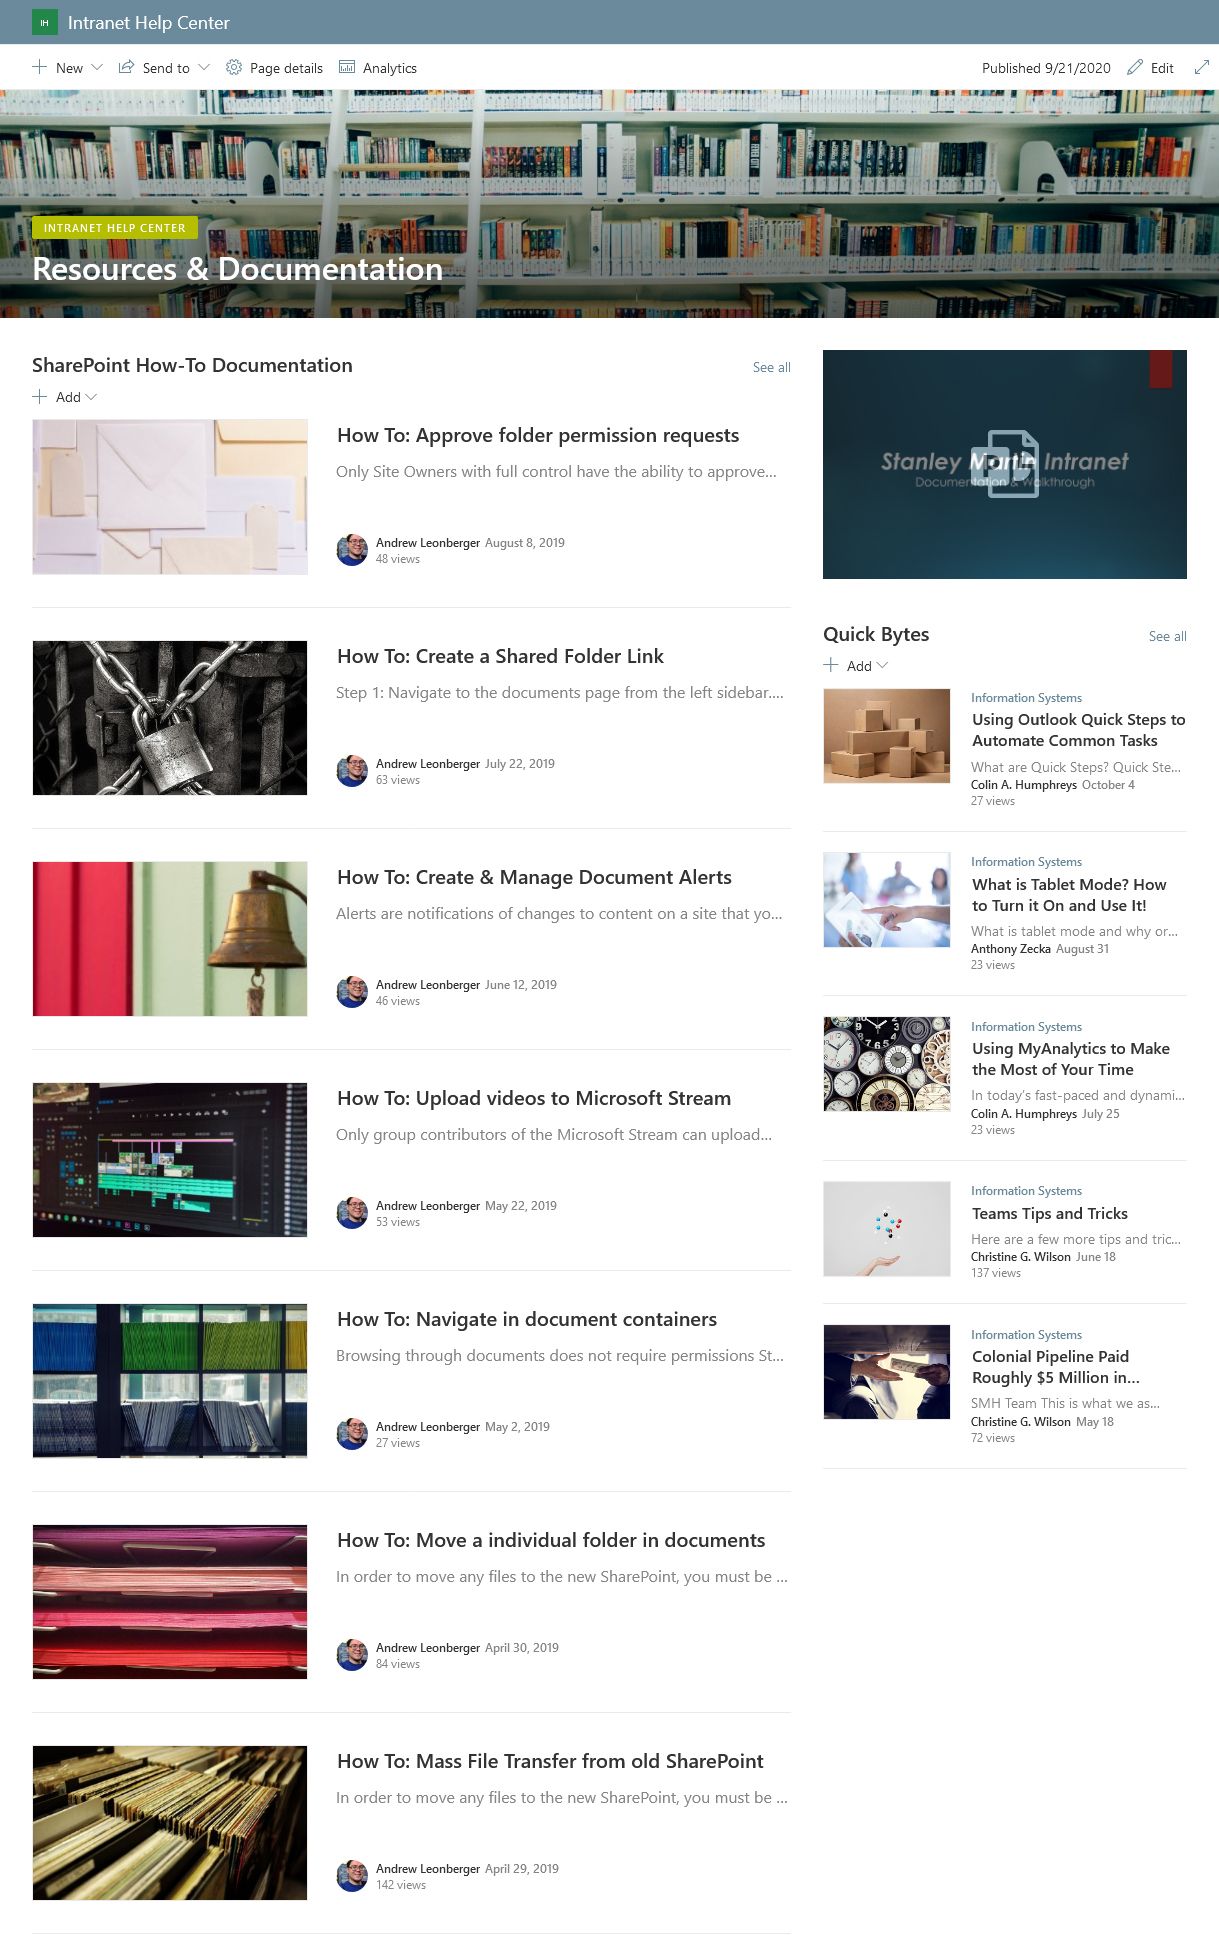 IH Intranet Help Center
New Send to Page details Analytics Published 9/21/2020 Edit
INTRANET HELP CENTER
Resources & Documentation
SharePoint How-To Documentation See all
Add
How To: Approve folder permission requests
Only Site Owners with full control have the ability to approve...
Andrew Leonberger August 8, 2019
48 views
How To: Create a Shared Folder Link
Step 1: Navigate to the documents page from the left sidebar....
Andrew Leonberger July 22, 2019
63 views
How To: Create & Manage Document Alerts
Alerts are notifications of changes to content on a site that yo...
Andrew Leonberger June 12, 2019
46 views
How To: Upload videos to Microsoft Stream
Only group contributors of the Microsoft Stream can upload...
Andrew Leonberger May 22, 2019
53 views
How To: Navigate in document containers
Browsing through documents does not require permissions St...
Andrew Leonberger May 2, 2019
27 views
How To: Move a individual folder in documents
In order to move any files to the new SharePoint, you must be ...
Andrew Leonberger April 30, 2019
84 views
How To: Mass File Transfer from old SharePoint
In order to move any files to the new SharePoint, you must be ...
Andrew Leonberger April 29, 2019
142 views
Stanley Martin Intranet
Documentation & Walkthrough
Quick Bytes See all
Add
Information Systems
Using Outlook Quick Steps to
Automate Common Tasks
What are Quick Steps? Quick Ste...
Colin A. Humphreys October 4
27 views
Information Systems
What is Tablet Mode? How
to Turn it On and Use It!
What is tablet mode and why or...
Anthony Zecka August 31
23 views
Information Systems
Using MyAnalytics to Make
the Most of Your Time
In today's fast-paced and dynami...
Colin A. Humphreys July 25
23 views
Information Systems
Teams Tips and Tricks
Here are a few more tips and tric...
Christine G. Wilson June 18
137 views
Information Systems
Colonial Pipeline Paid
Roughly $5 Million in...
SMH Team This is what we as...
Christine G. Wilson May 18
72 views